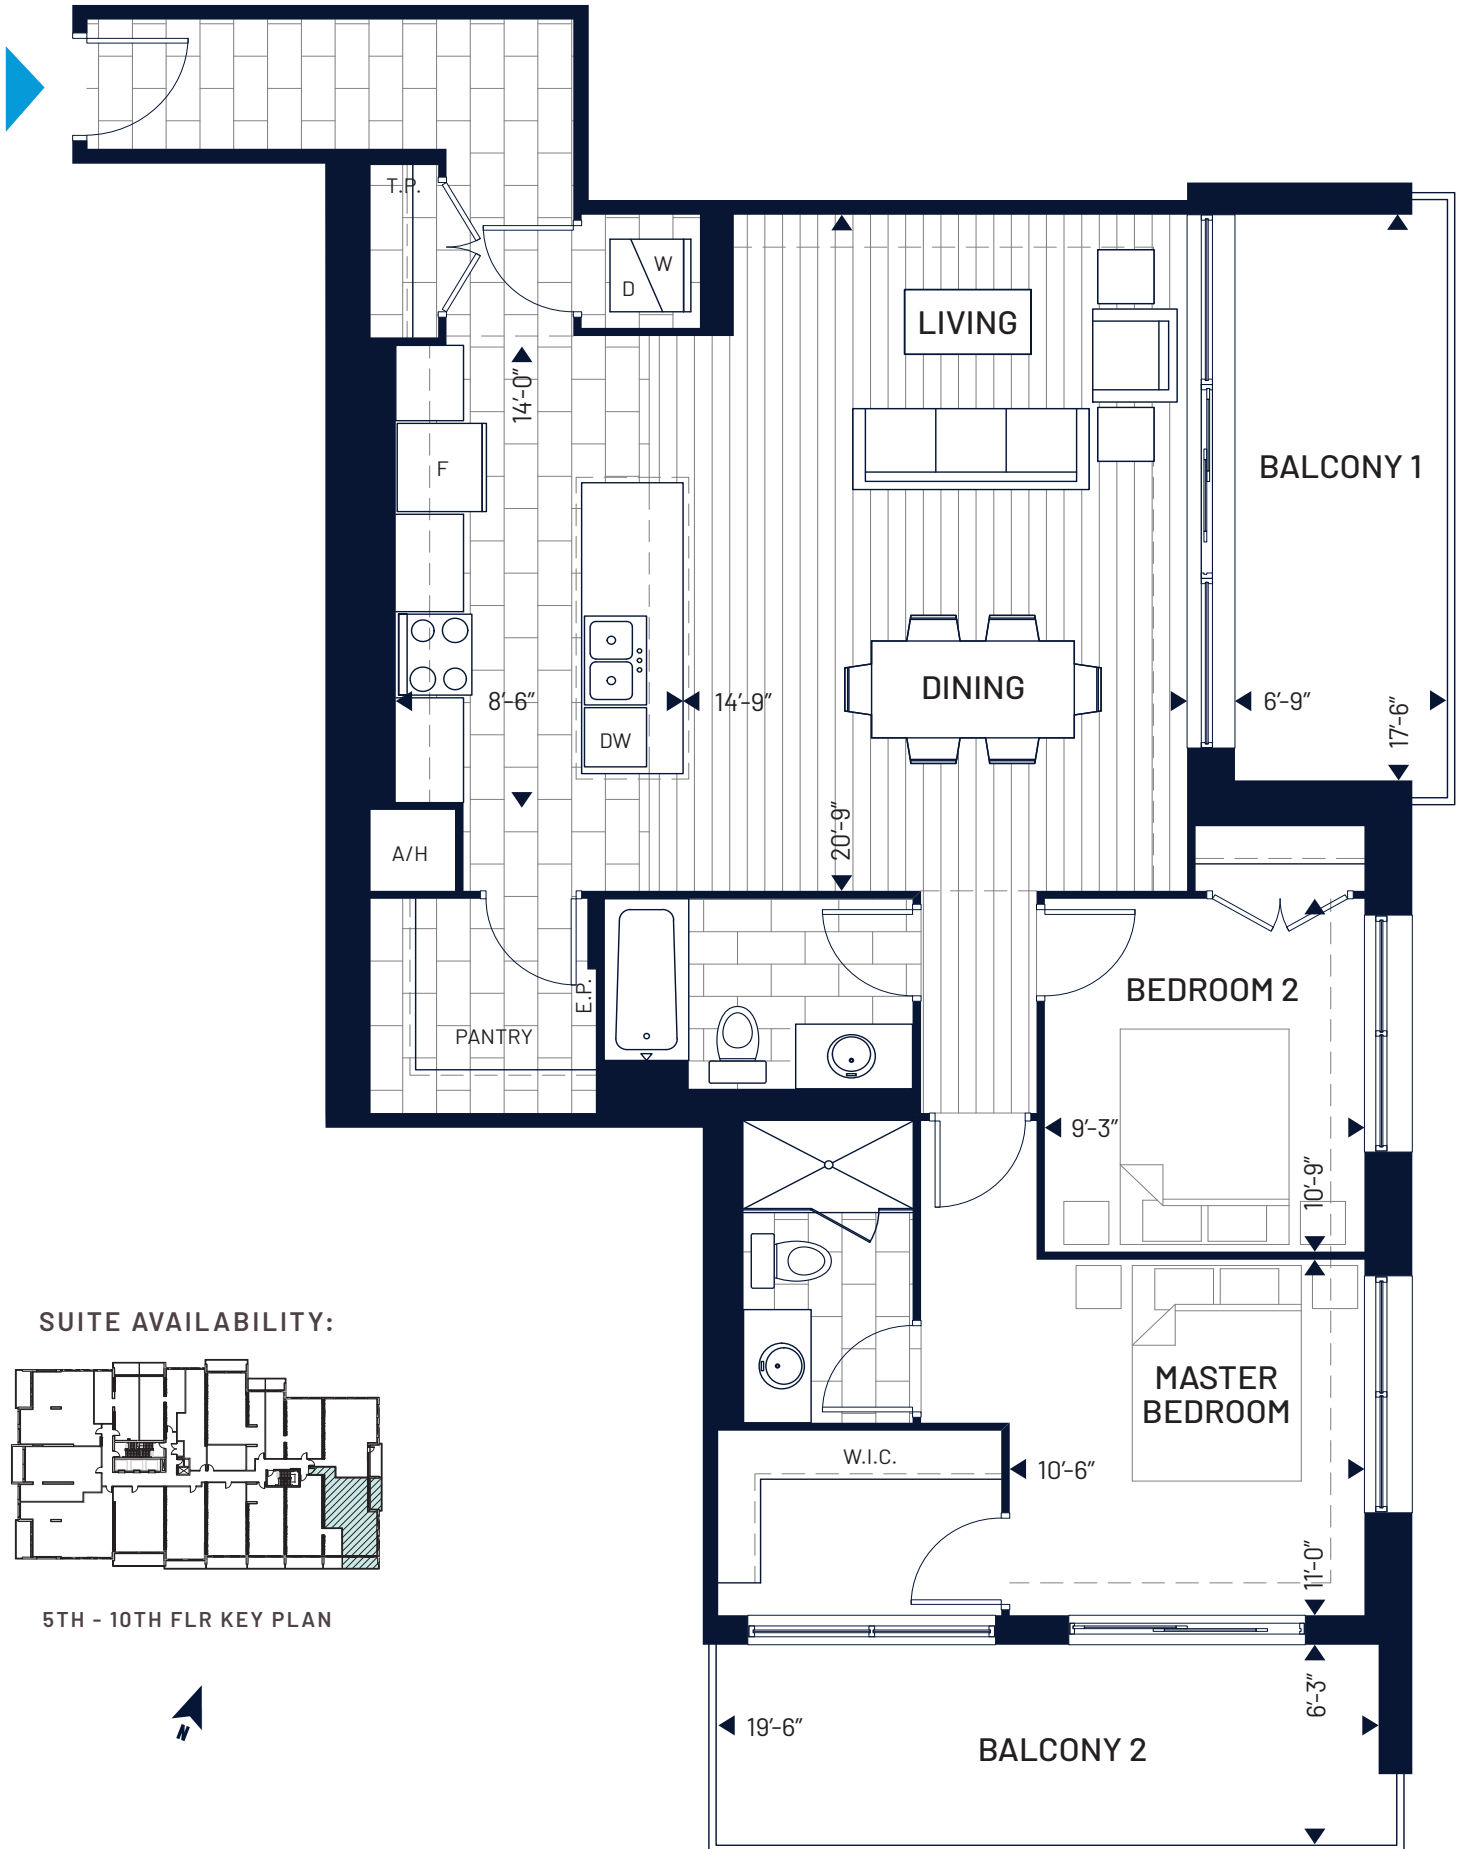 T.P.
W
D
LIVING
14'-0"
F
BALCONY 1
DINING
8'-6"
14'-9"
6'-9"
17'-6"
DW
20'-9"
A/H
BEDROOM 2
E.P.
PANTRY
9'-3"
10'-9"
SUITE AVAILABILITY:
MASTER
BEDROOM
W.I.C.
10'-6"
11'-0"
5TH - 10TH FLR KEY PLAN
6'-3"
N
19'-6"
BALCONY 2